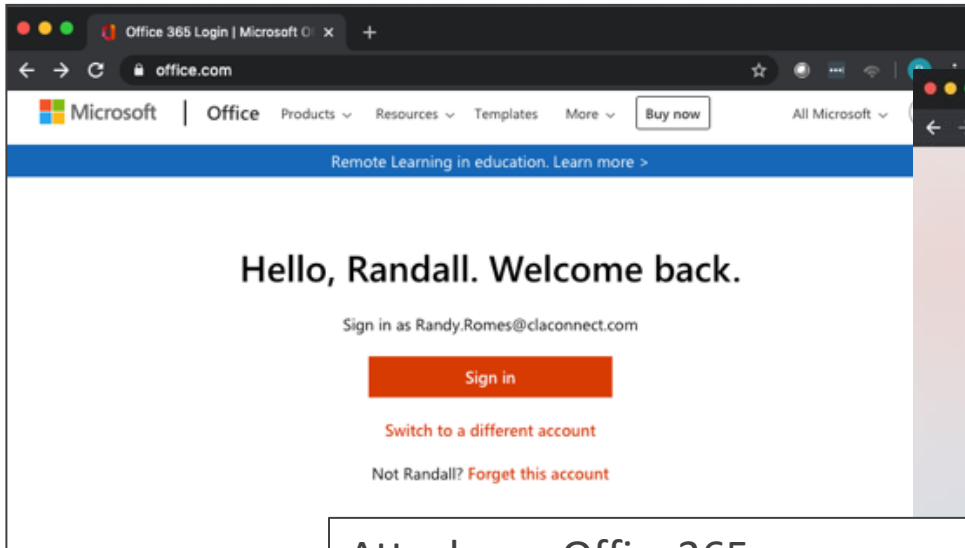 Office 365 Login | Microsoft O
office.com
Microsoft | Office Products Resources Templates More Buy now All Microsoft
Remote Learning in education. Learn more >
Hello, Randall. Welcome back.
Sign in as Randy.Romes@claconnect.com
Sign in
Switch to a different account
Not Randall? Forget this account